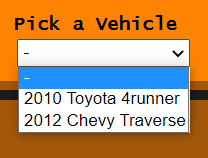 Pick a Vehicle
-
-
2010 Toyota 4runner
2012 Chevy Traverse